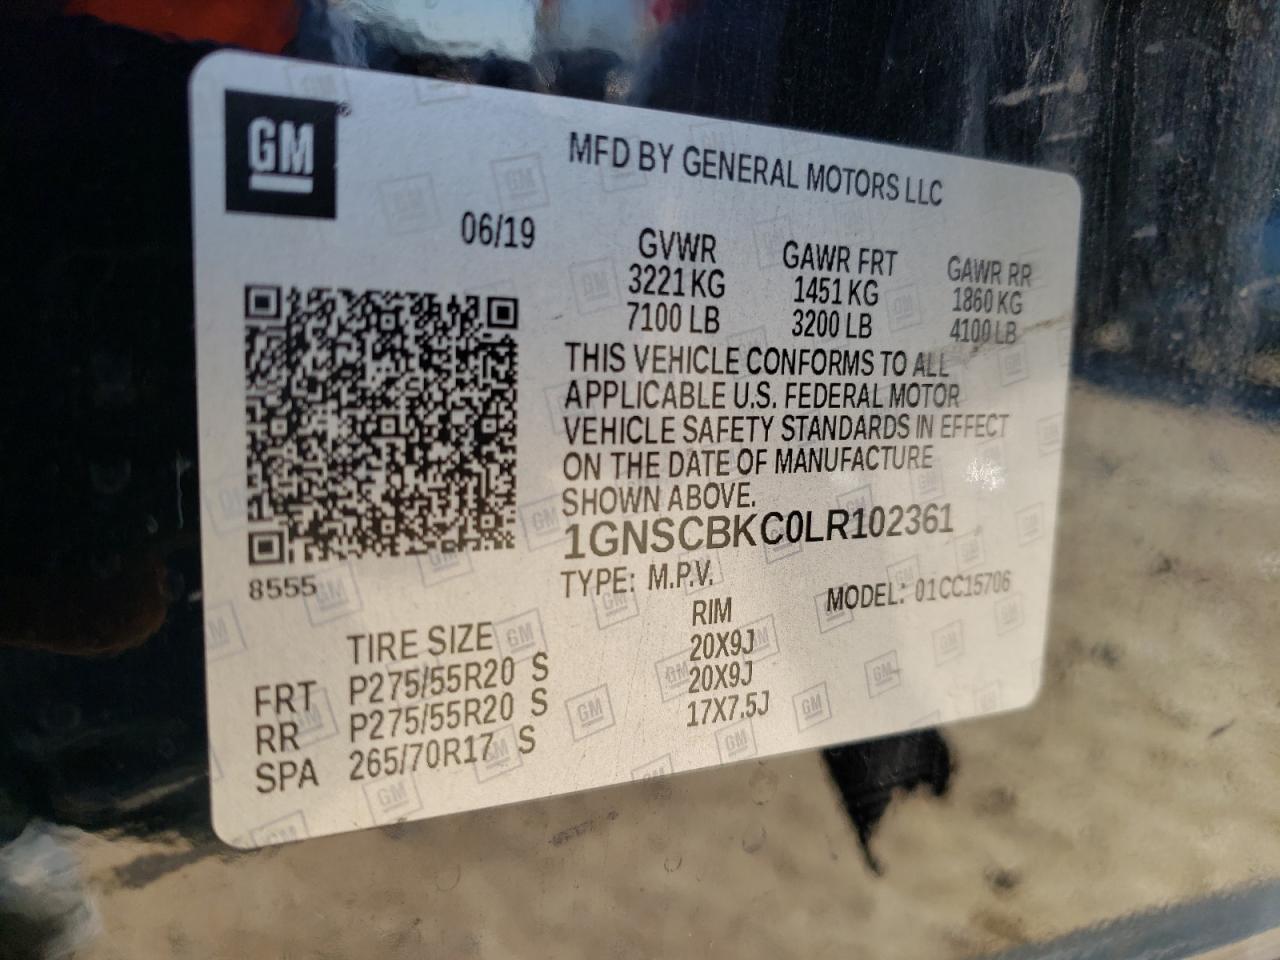 GM
MFD BY GENERAL MOTORS LLC
06/19
GVWR GAWR FRT GAWR RR
3221 KG 1451 KG 1860 KG
7100 LB 3200 LB 4100 LB
THIS VEHICLE CONFORMS TO ALL
APPLICABLE U.S. FEDERAL MOTOR
VEHICLE SAFETY STANDARDS IN EFFECT
ON THE DATE OF MANUFACTURE
SHOWN ABOVE.
1GNSCBKC0LR102361
8555
TYPE: M.P.V. MODEL: 01CC15706
TIRE SIZE RIM
FRT P275/55R20 S 20X9J
RR P275/55R20 S 20X9J
SPA 265/70R17 S 17X7.5J